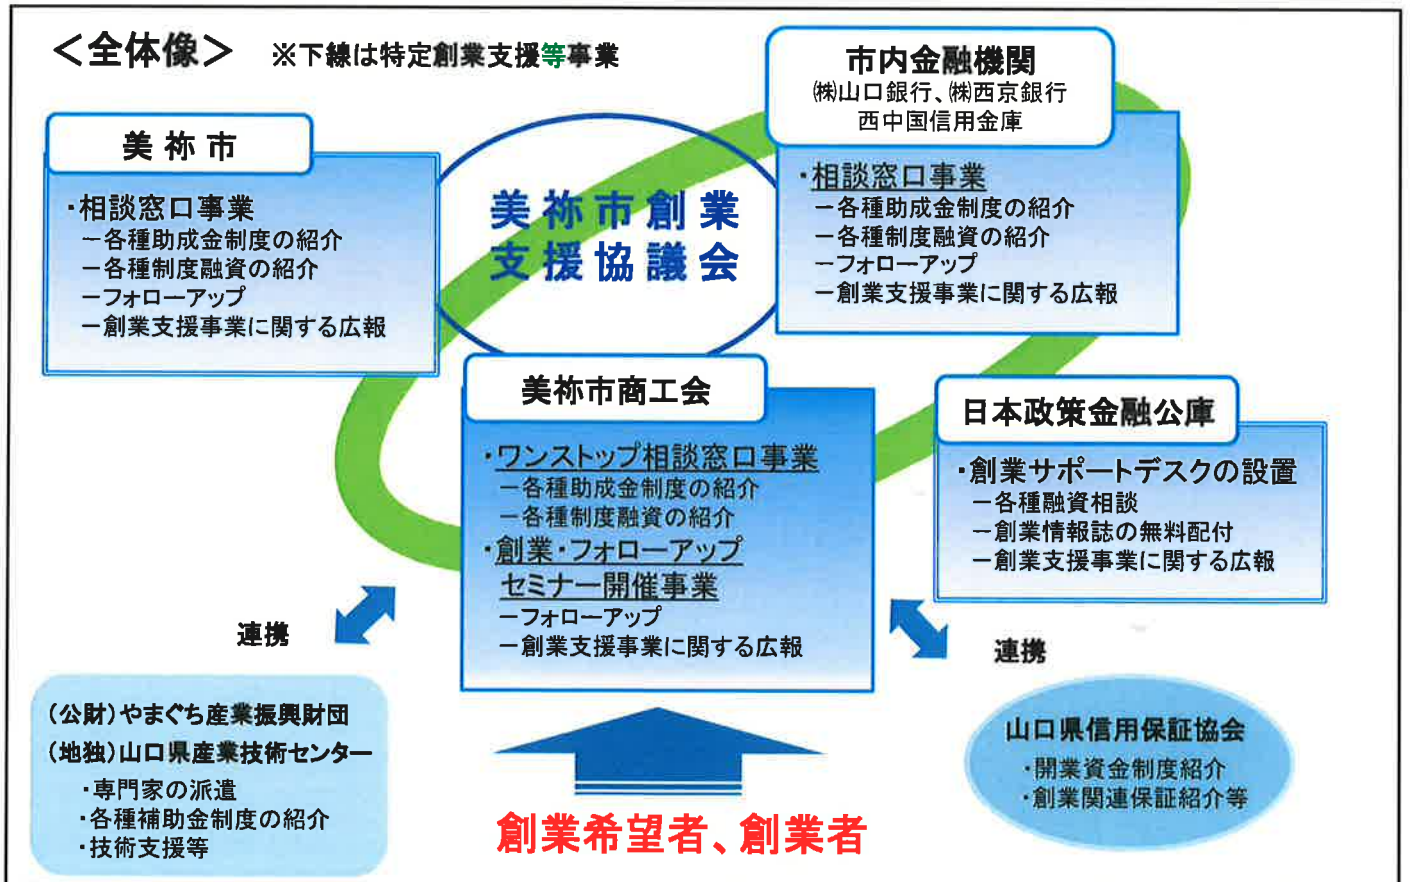 ＜全体像＞ ※下線は特定創業支援等事業
美祢市
・相談窓口事業
－各種助成金制度の紹介
－各種制度融資の紹介
－フォローアップ
－創業支援事業に関する広報
美祢市創業
支援協議会
市内金融機関
㈱山口銀行、㈱西京銀行
西中国信用金庫
・相談窓口事業
－各種助成金制度の紹介
－各種制度融資の紹介
－フォローアップ
－創業支援事業に関する広報
美祢市商工会
・ワンストップ相談窓口事業
－各種助成金制度の紹介
－各種制度融資の紹介
・創業・フォローアップ
セミナー開催事業
－フォローアップ
－創業支援事業に関する広報
日本政策金融公庫
・創業サポートデスクの設置
－各種融資相談
－創業情報誌の無料配付
－創業支援事業に関する広報
連携
連携
（公財）やまぐち産業振興財団
（地独）山口県産業技術センター
・専門家の派遣
・各種補助金制度の紹介
・技術支援等
山口県信用保証協会
・開業資金制度紹介
・創業関連保証紹介等
創業希望者、創業者